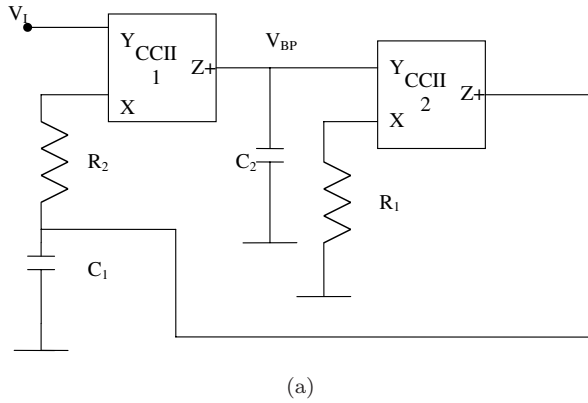 V_I
Y CCII 1 Z+ X
V_BP
Y CCII 2 Z+ X
R_2
C_2
R_1
C_1
(a)